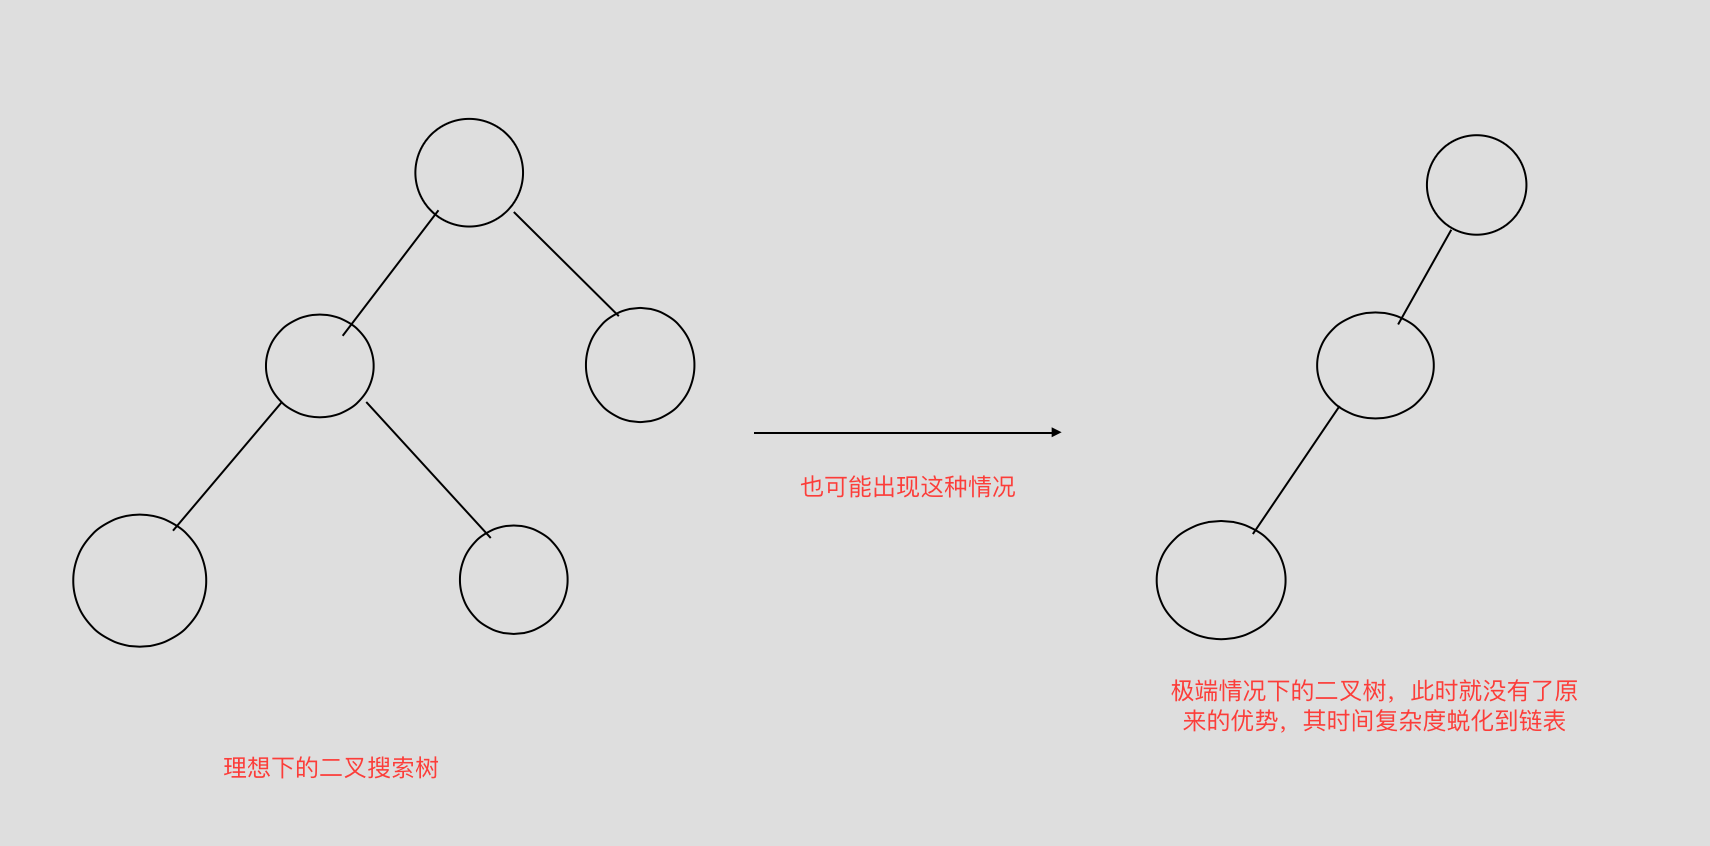 也可能出现这种情况
极端情况下的二叉树，此时就没有了原
来的优势，其时间复杂度蜕化到链表
理想下的二叉搜索树